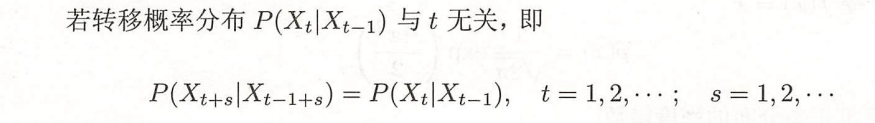 若转移概率分布 P(X_t|X_{t-1}) 与 t 无关，即
P(X_{t+s}|X_{t-1+s}) = P(X_t|X_{t-1}), t = 1, 2, ⋯ ; s = 1, 2, ⋯